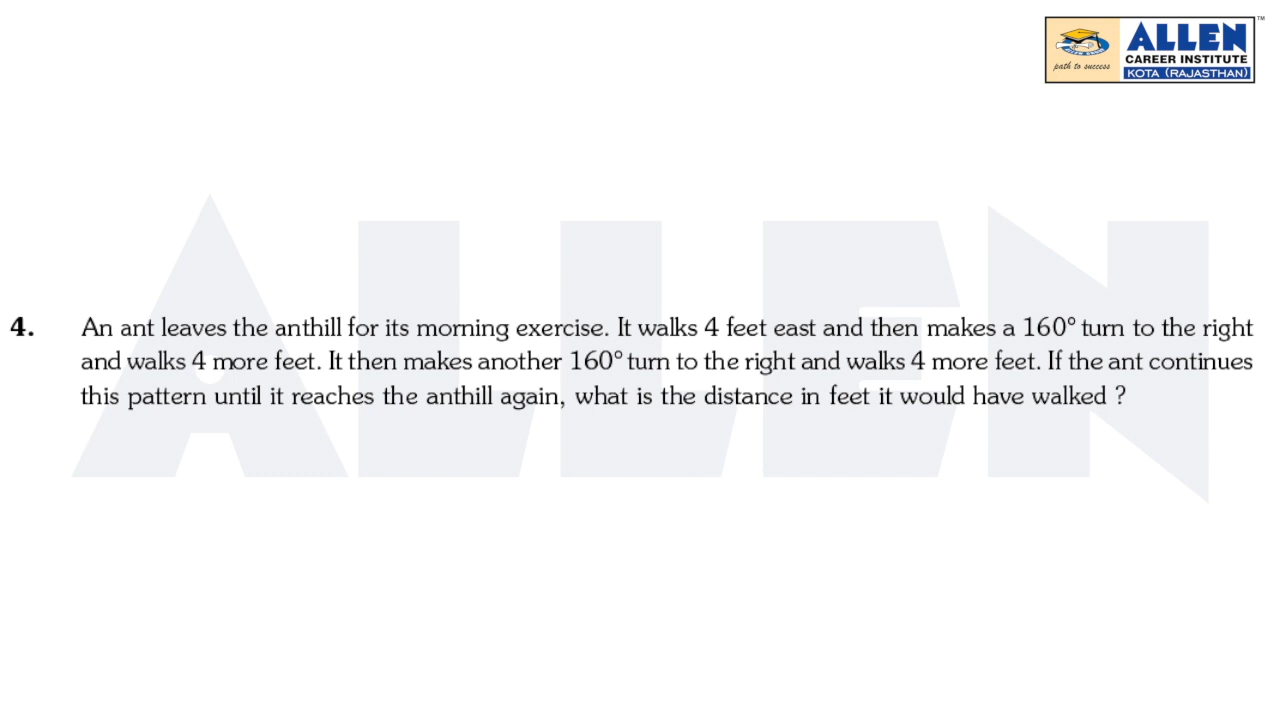 ALLEN
CAREER INSTITUTE
KOTA (RAJASTHAN)
path to success
TM
ALLEN
4. An ant leaves the anthill for its morning exercise. It walks 4 feet east and then makes a 160° turn to the right
and walks 4 more feet. It then makes another 160° turn to the right and walks 4 more feet. If the ant continues
this pattern until it reaches the anthill again, what is the distance in feet it would have walked ?